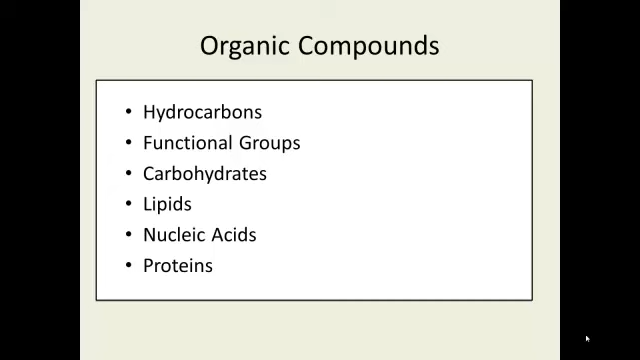 Organic Compounds
• Hydrocarbons
• Functional Groups
• Carbohydrates
• Lipids
• Nucleic Acids
• Proteins